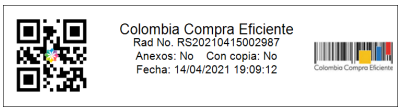 Colombia Compra Eficiente
Rad No. RS20210415002987
Anexos: No Con copia: No
Fecha: 14/04/2021 19:09:12
Colombia Compra Eficiente